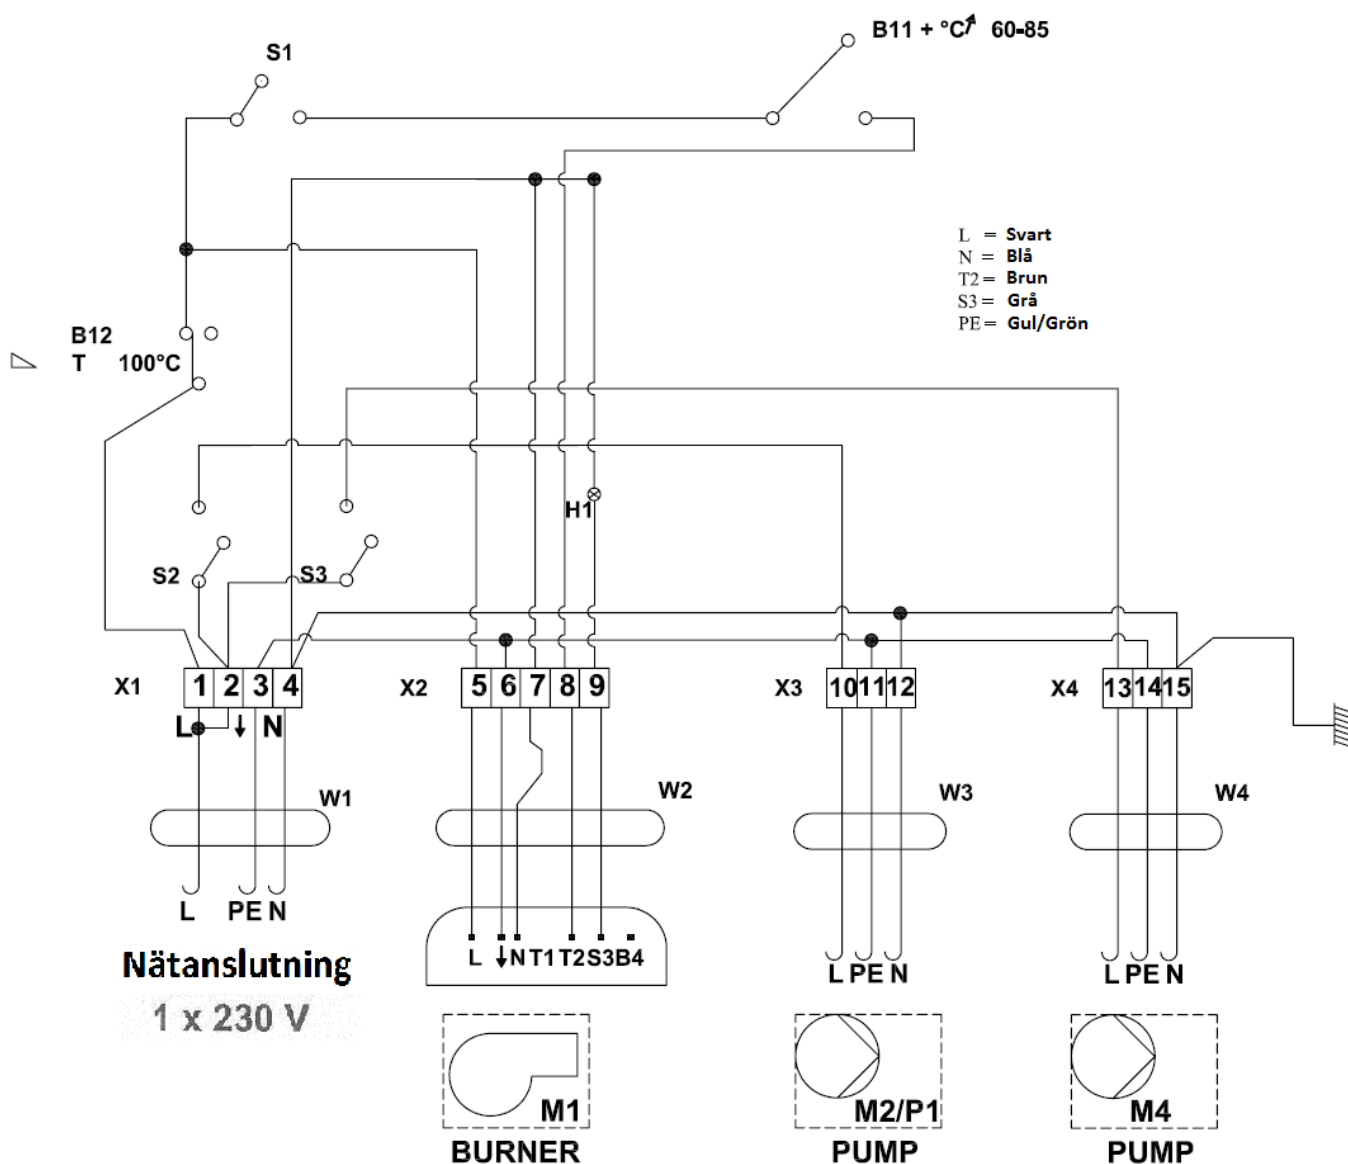 B11 + °C 60-85
S1
L = Svart
N = Blå
T2 = Brun
S3 = Grå
PE = Gul/Grön
B12
T 100°C
H1
S2 S3
X1 1 2 3 4 X2 5 6 7 8 9 X3 10 11 12 X4 13 14 15
L ↓ N
W1 W2 W3 W4
L PE N
L ↓ N T1 T2 S3 B4
L PE N
L PE N
Nätanslutning
1 x 230 V
M1 M2/P1 M4
BURNER PUMP PUMP